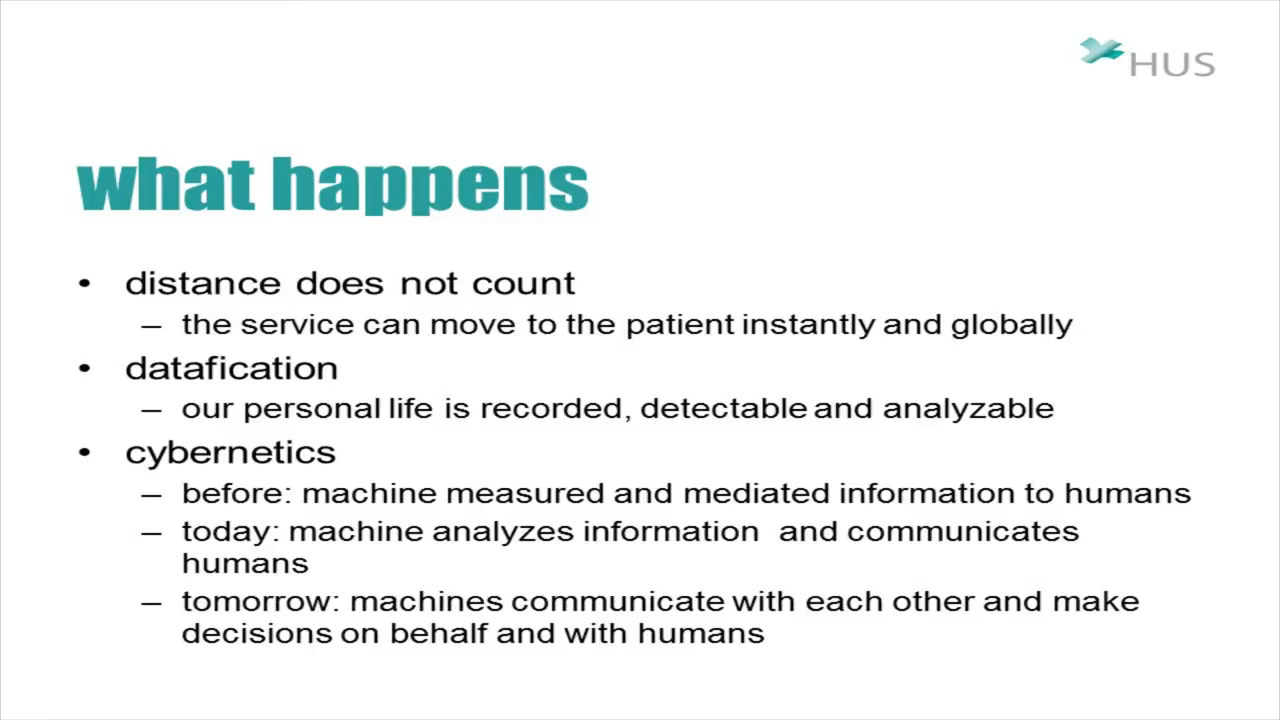 HUS
what happens
• distance does not count
– the service can move to the patient instantly and globally
• datafication
– our personal life is recorded, detectable and analyzable
• cybernetics
– before: machine measured and mediated information to humans
– today: machine analyzes information and communicates
humans
– tomorrow: machines communicate with each other and make
decisions on behalf and with humans